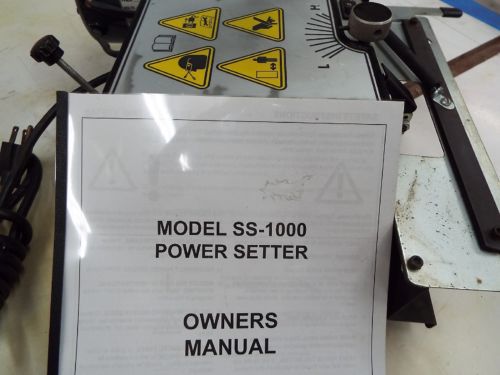 MODEL SS-1000
POWER SETTER
OWNERS
MANUAL